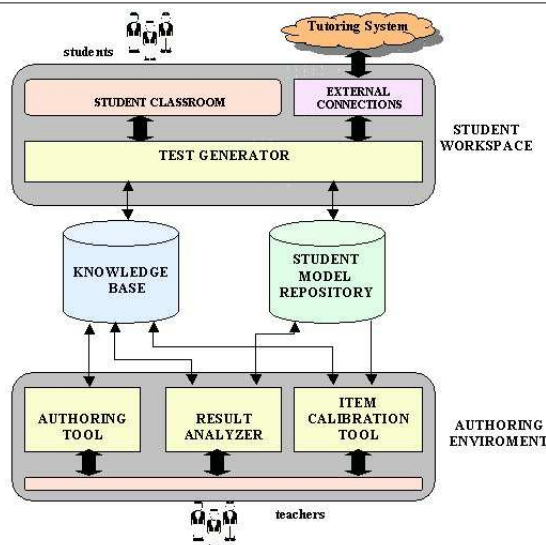 Tutoring System
students
STUDENT CLASSROOM
EXTERNAL
CONNECTIONS
STUDENT
WORKSPACE
TEST GENERATOR
KNOWLEDGE
BASE
STUDENT
MODEL
REPOSITORY
AUTHORING
TOOL
RESULT
ANALYZER
ITEM
CALIBRATION
TOOL
AUTHORING
ENVIROMENT
teachers